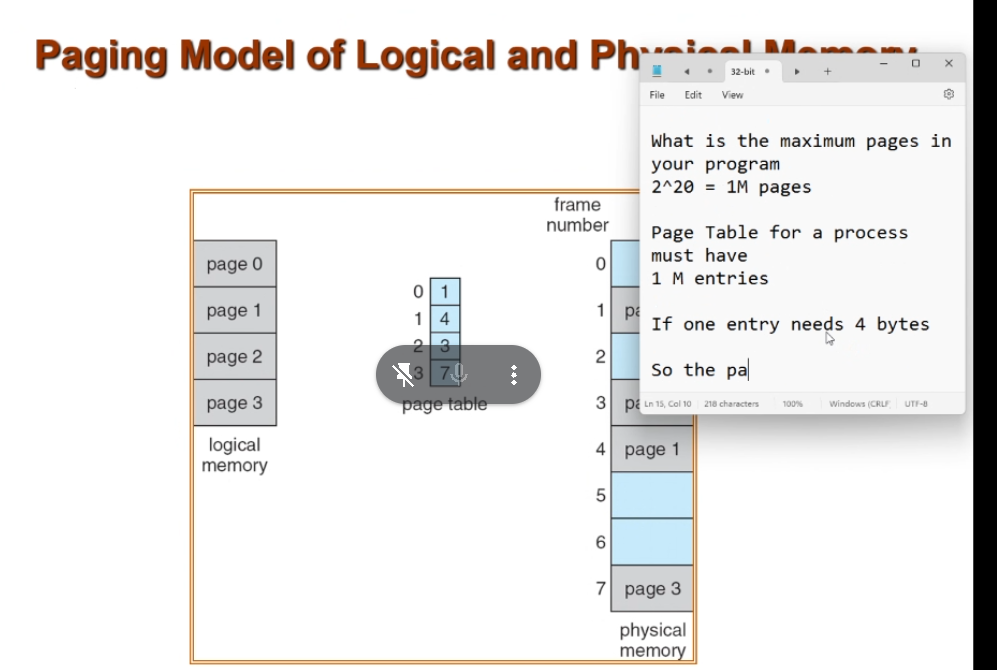 Paging Model of Logical and Physical Memory
32-bit
File Edit View
What is the maximum pages in
your program
2^20 = 1M pages
Page Table for a process
must have
1 M entries
If one entry needs 4 bytes
So the pa
Ln 15, Col 10 218 characters 100% Windows (CRLF UTF-8
page 0
page 1
page 2
page 3
logical
memory
0 1
1 4
2 3
3 7
page table
frame
number
0
1 pa
2
3 pa
4 page 1
5
6
7 page 3
physical
memory